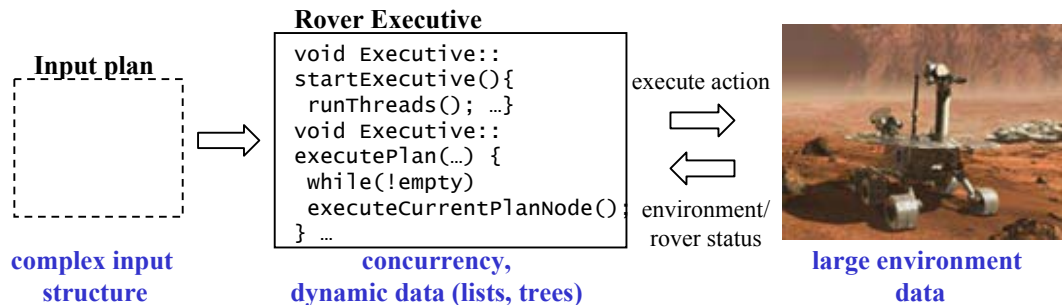 Rover Executive
Input plan
void Executive::
startExecutive(){
runThreads(); …}
void Executive::
executePlan(…) {
while(!empty)
executeCurrentPlanNode();
} …
execute action
environment/
rover status
complex input
structure
concurrency,
dynamic data (lists, trees)
large environment
data